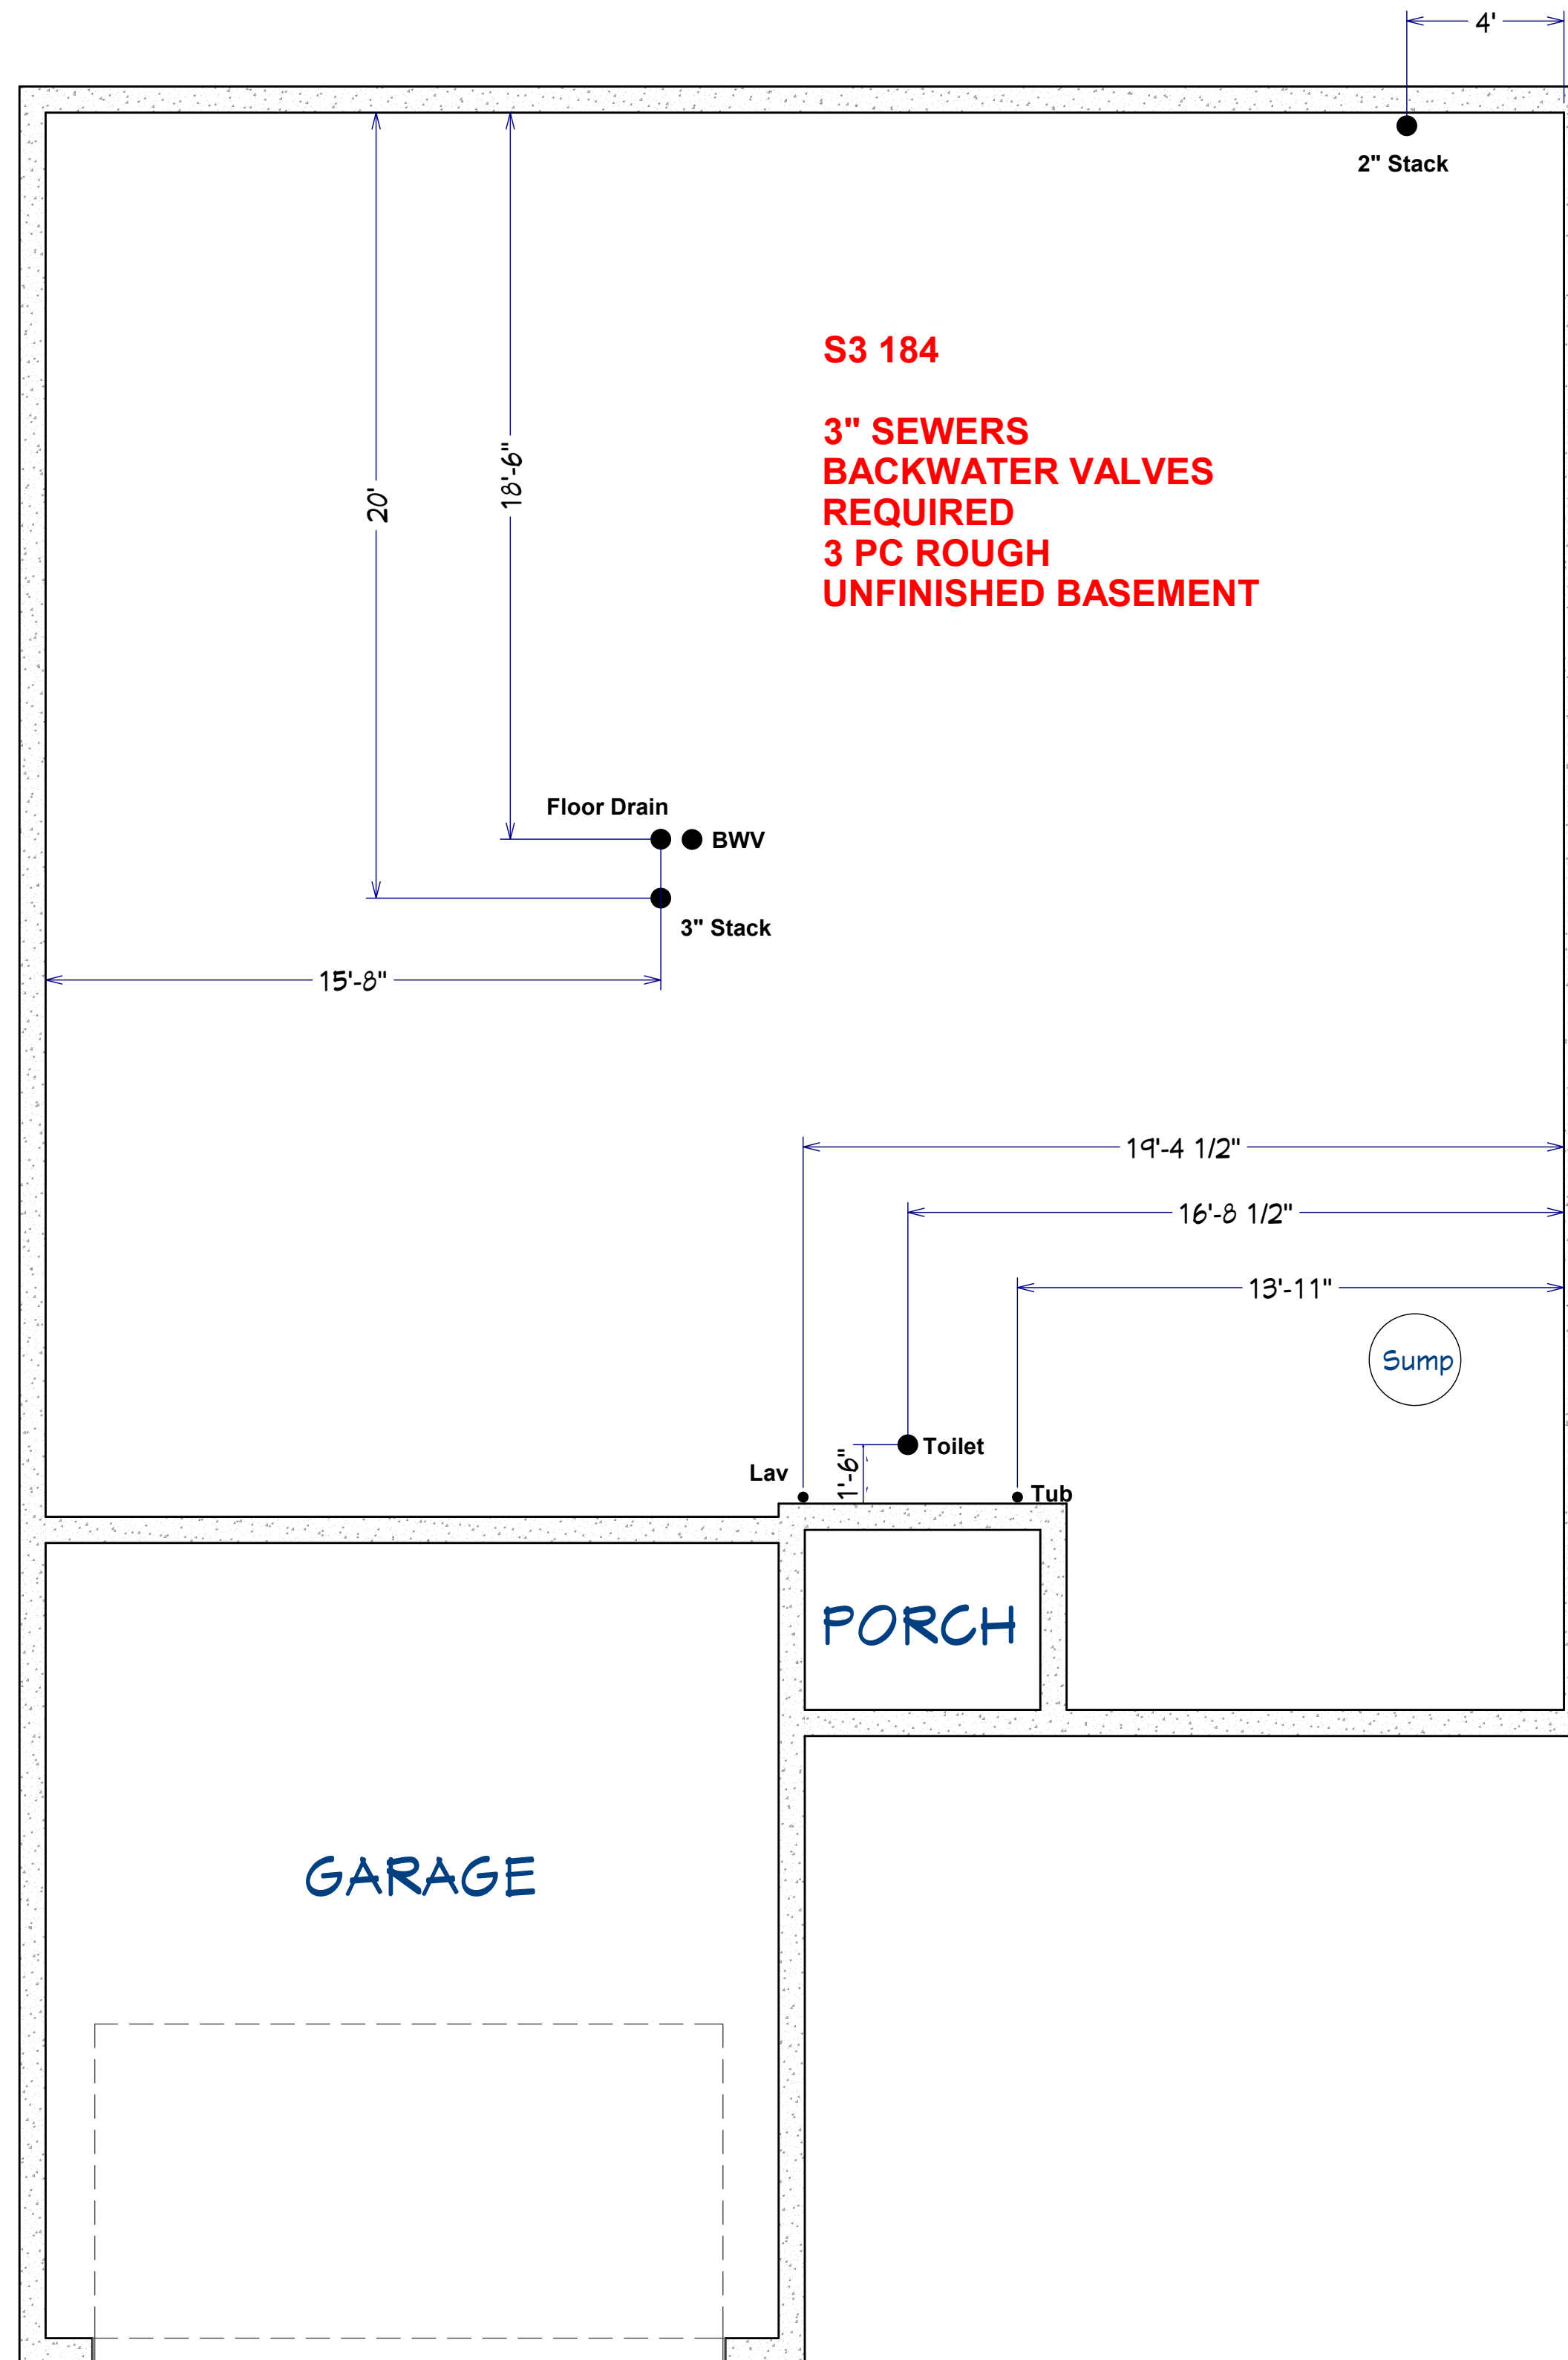 4'
2" Stack
S3 184
3" SEWERS
BACKWATER VALVES
REQUIRED
3 PC ROUGH
UNFINISHED BASEMENT
20'
18'-6"
Floor Drain
BWV
3" Stack
15'-8"
19'-4 1/2"
16'-8 1/2"
13'-11"
Sump
Toilet
1'-6"
Lav
Tub
PORCH
GARAGE